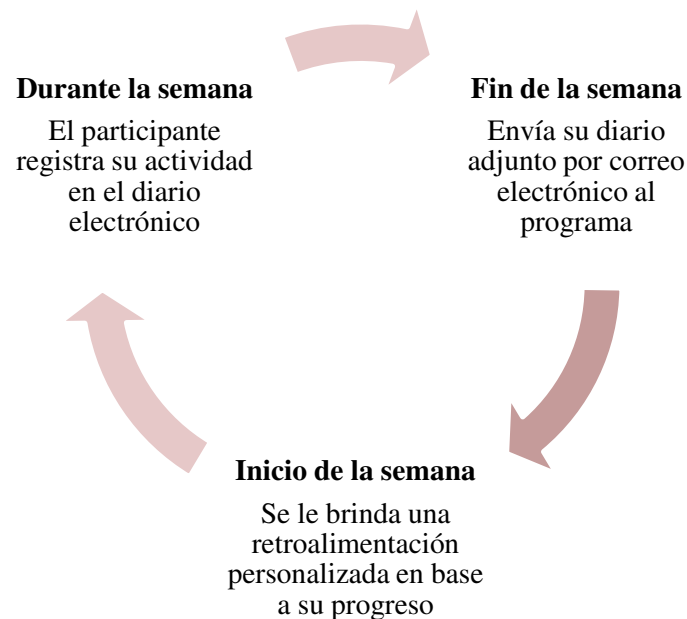 Durante la semana
El participante
registra su actividad
en el diario
electrónico
Fin de la semana
Envía su diario
adjunto por correo
electrónico al
programa
Inicio de la semana
Se le brinda una
retroalimentación
personalizada en base
a su progreso